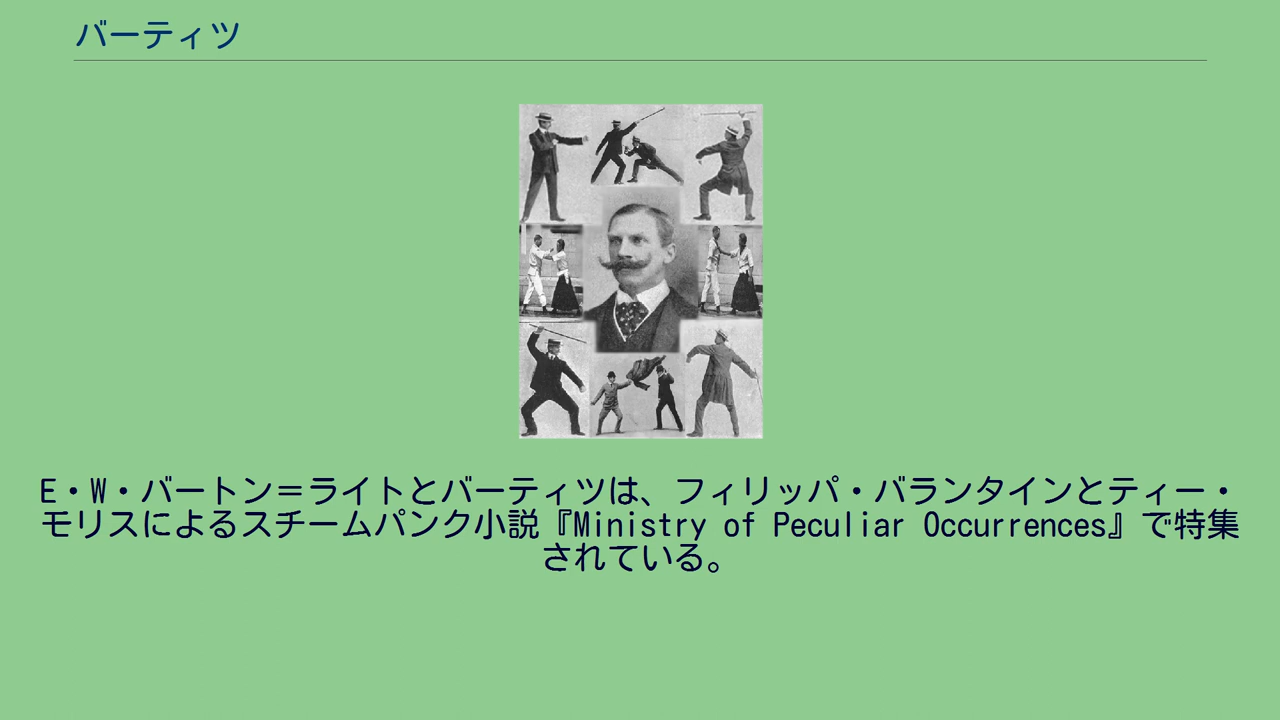 バーティツ
E・W・バートン＝ライトとバーティツは、フィリッパ・バランタインとティー・
モリスによるスチームパンク小説『Ministry of Peculiar Occurrences』で特集
されている。